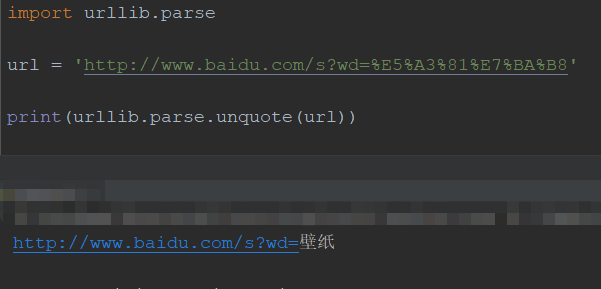 import urllib.parse
url = 'http://www.baidu.com/s?wd=%E5%A3%81%E7%BA%B8'
print(urllib.parse.unquote(url))
http://www.baidu.com/s?wd=壁纸